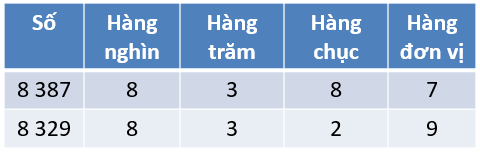 Số Hàng nghìn Hàng trăm Hàng chục Hàng đơn vị
8 387 8 3 8 7
8 329 8 3 2 9